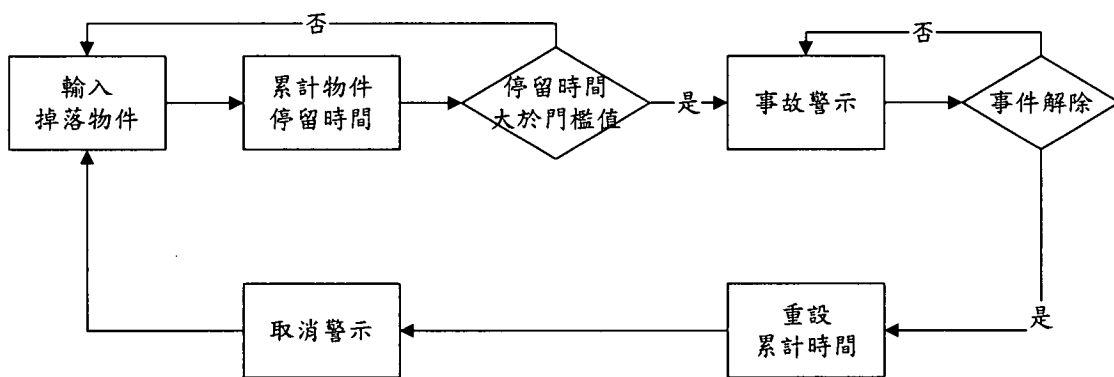 否
否
輸入
掉落物件
累計物件
停留時間
停留時間
大於門檻值
是
事故警示
事件解除
取消警示
重設
累計時間
是